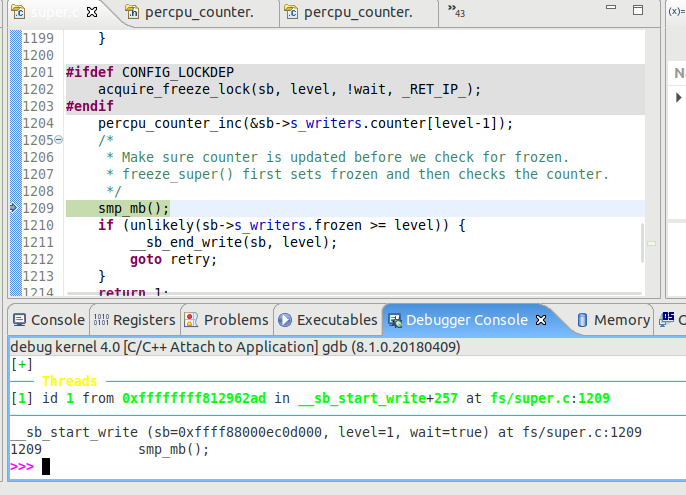 super.c percpu_counter. percpu_counter. »43 (x)=
1199 }
1200
1201 #ifdef CONFIG_LOCKDEP
1202 acquire_freeze_lock(sb, level, !wait, _RET_IP_);
1203 #endif
1204 percpu_counter_inc(&sb->s_writers.counter[level-1]);
1205 /*
1206 * Make sure counter is updated before we check for frozen.
1207 * freeze_super() first sets frozen and then checks the counter.
1208 */
1209 smp_mb();
1210 if (unlikely(sb->s_writers.frozen >= level)) {
1211 __sb_end_write(sb, level);
1212 goto retry;
1213 }
1214 return 1;
Console Registers Problems Executables Debugger Console Memory
debug kernel 4.0 [C/C++ Attach to Application] gdb (8.1.0.20180409)
[+]
Threads
[1] id 1 from 0xffffffff812962ad in __sb_start_write+257 at fs/super.c:1209
__sb_start_write (sb=0xffff88000ec0d000, level=1, wait=true) at fs/super.c:1209
1209 smp_mb();
>>>